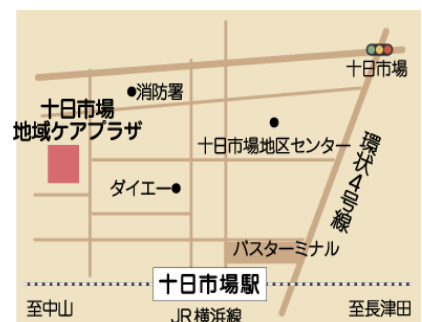 十日市場
消防署
十日市場
地域ケアプラザ
十日市場地区センター
環状4号線
ダイエー
バスターミナル
十日市場駅
至中山
JR横浜線
至長津田